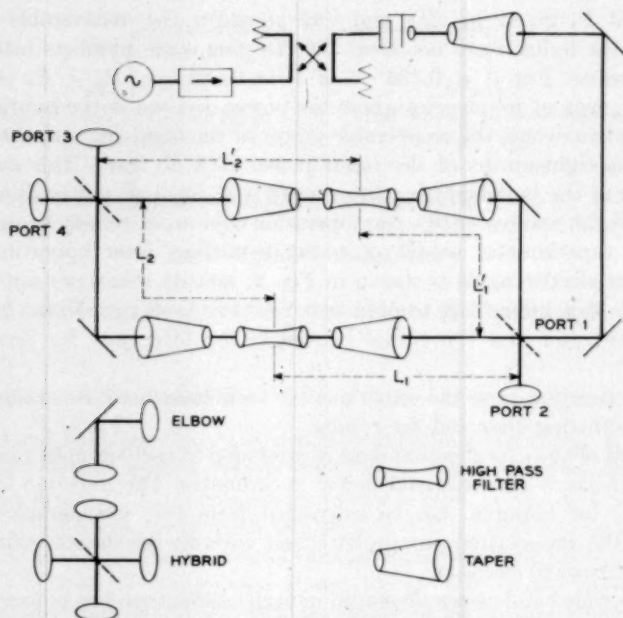 PORT 3
L'2
PORT 4
L2
L'1
PORT 1
L1
PORT 2
ELBOW
HIGH PASS
FILTER
HYBRID
TAPER